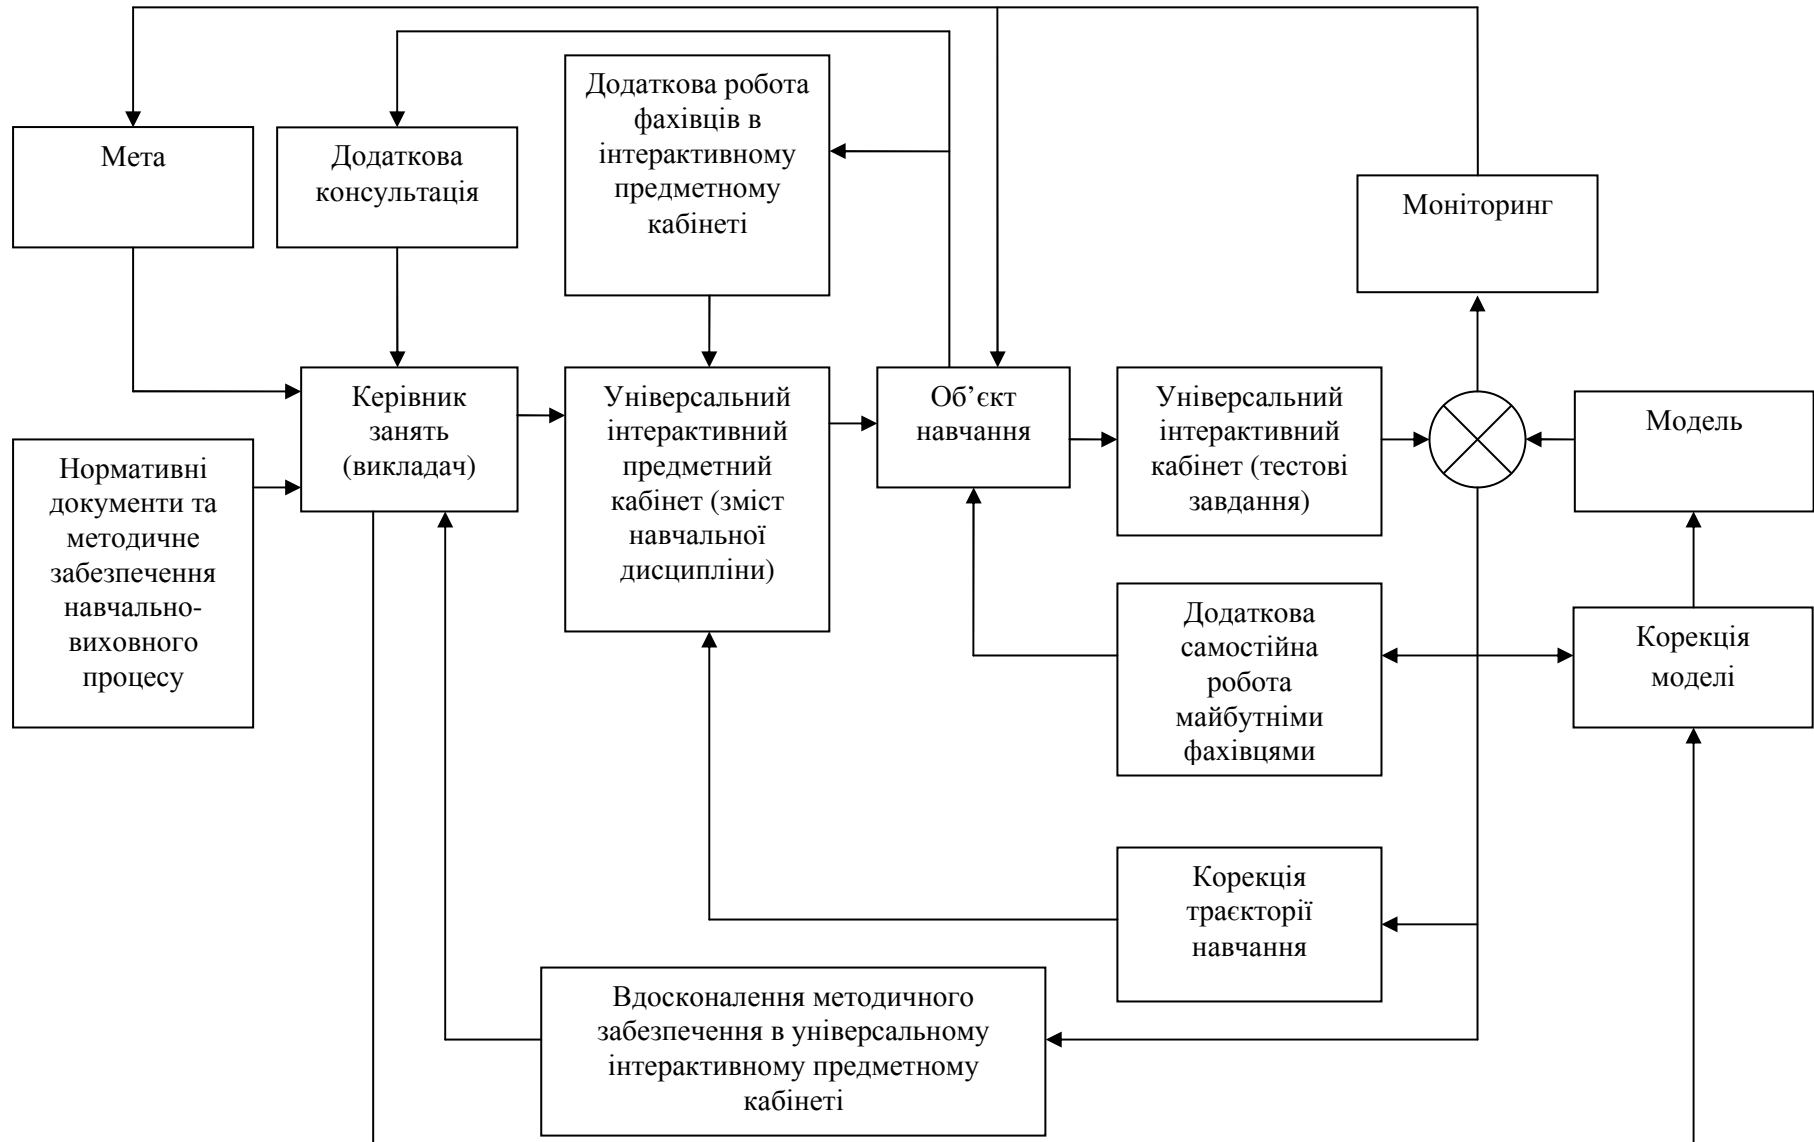 Додаткова робота
фахівців в
інтерактивному
предметному
кабінеті
Мета
Додаткова
консультація
Моніторинг
Керівник
занять
(викладач)
Універсальний
інтерактивний
предметний
кабінет (зміст
навчальної
дисципліни)
Об’єкт
навчання
Універсальний
інтерактивний
кабінет (тестові
завдання)
Модель
Нормативні
документи та
методичне
забезпечення
навчально-
виховного
процесу
Додаткова
самостійна
робота
майбутніми
фахівцями
Корекція
моделі
Корекція
траєкторії
навчання
Вдосконалення методичного
забезпечення в універсальному
інтерактивному предметному
кабінеті